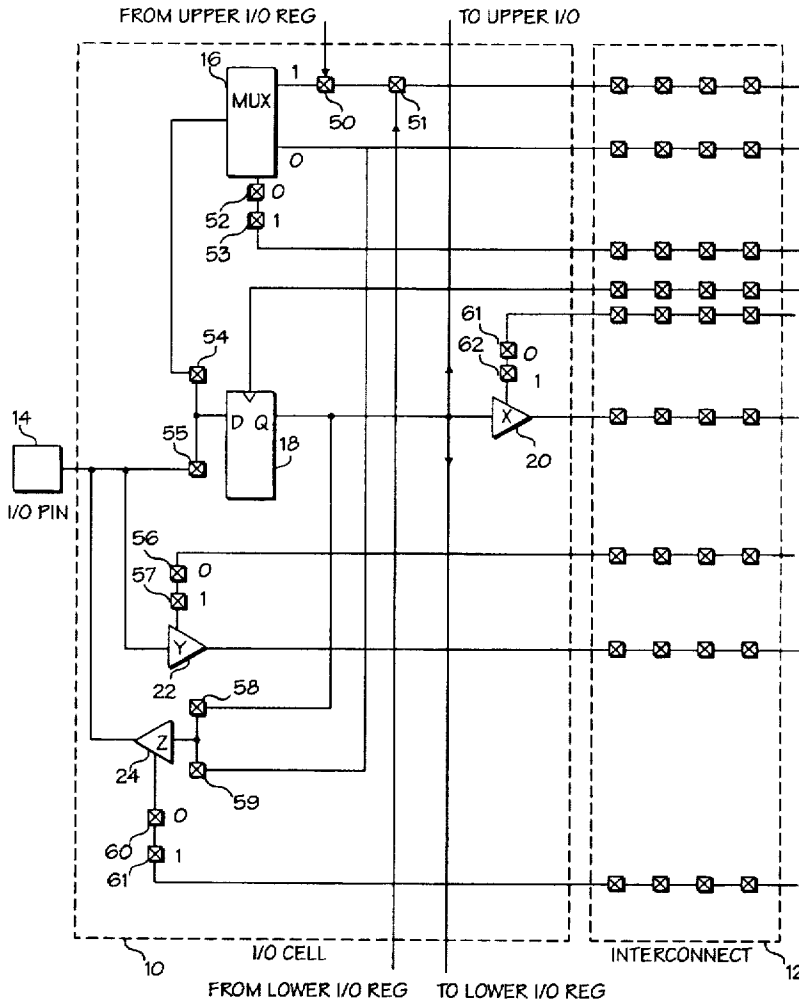 FROM UPPER I/O REG
TO UPPER I/O
16
MUX
1
0
50
51
52
0
53
1
54
61
0
62
1
14
D Q
X
18
20
55
I/O PIN
56
0
57
1
Y
22
58
Z
24
59
60
0
61
1
10
I/O CELL
INTERCONNECT
12
FROM LOWER I/O REG
TO LOWER I/O REG